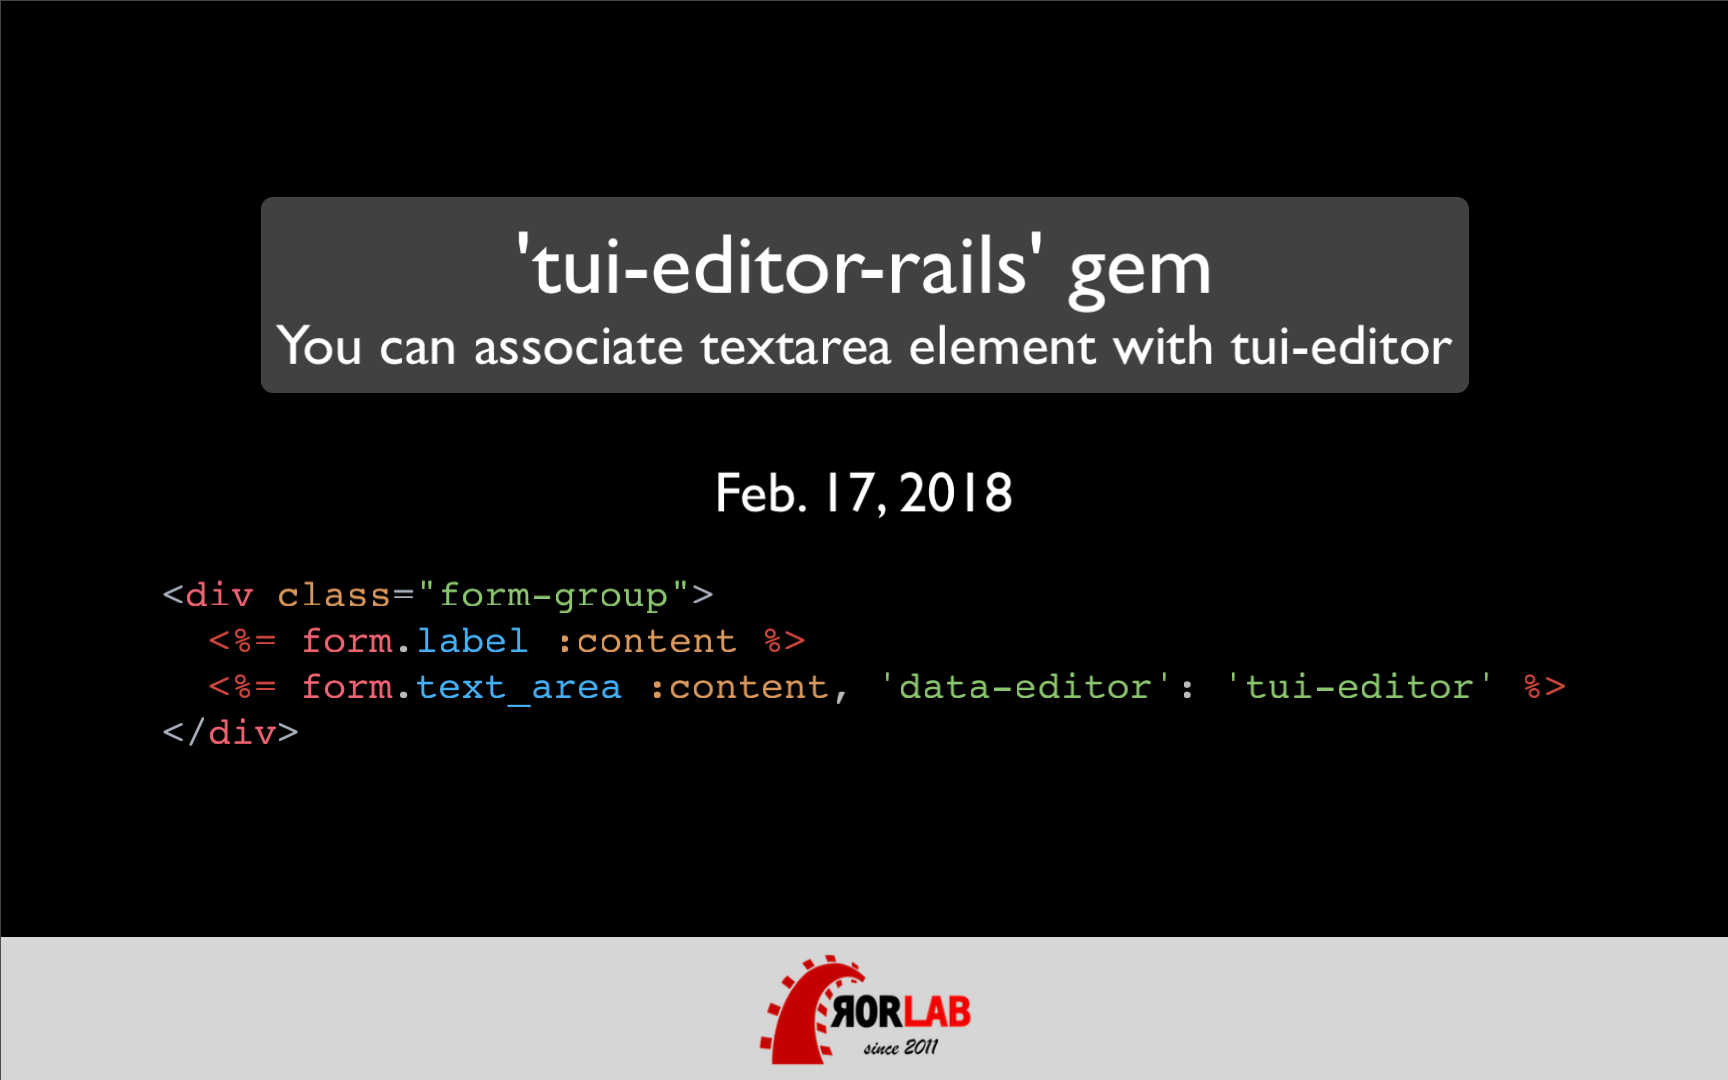 'tui-editor-rails' gem
You can associate textarea element with tui-editor
Feb. 17, 2018
<div class="form-group">
  <%= form.label :content %>
  <%= form.text_area :content, 'data-editor': 'tui-editor' %>
</div>
ЯORLAB
since 2011